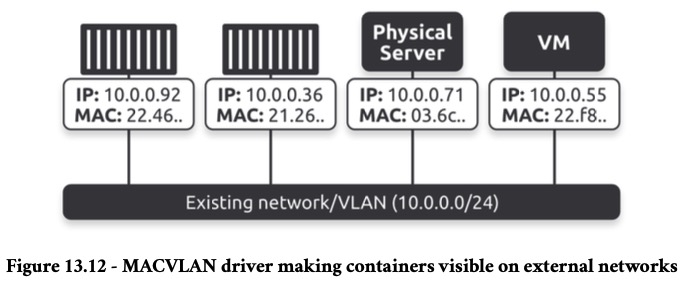 Physical
Server
VM
IP: 10.0.0.92
MAC: 22.46..
IP: 10.0.0.36
MAC: 21.26..
IP: 10.0.0.71
MAC: 03.6c..
IP: 10.0.0.55
MAC: 22.f8..
Existing network/VLAN (10.0.0.0/24)
Figure 13.12 - MACVLAN driver making containers visible on external networks